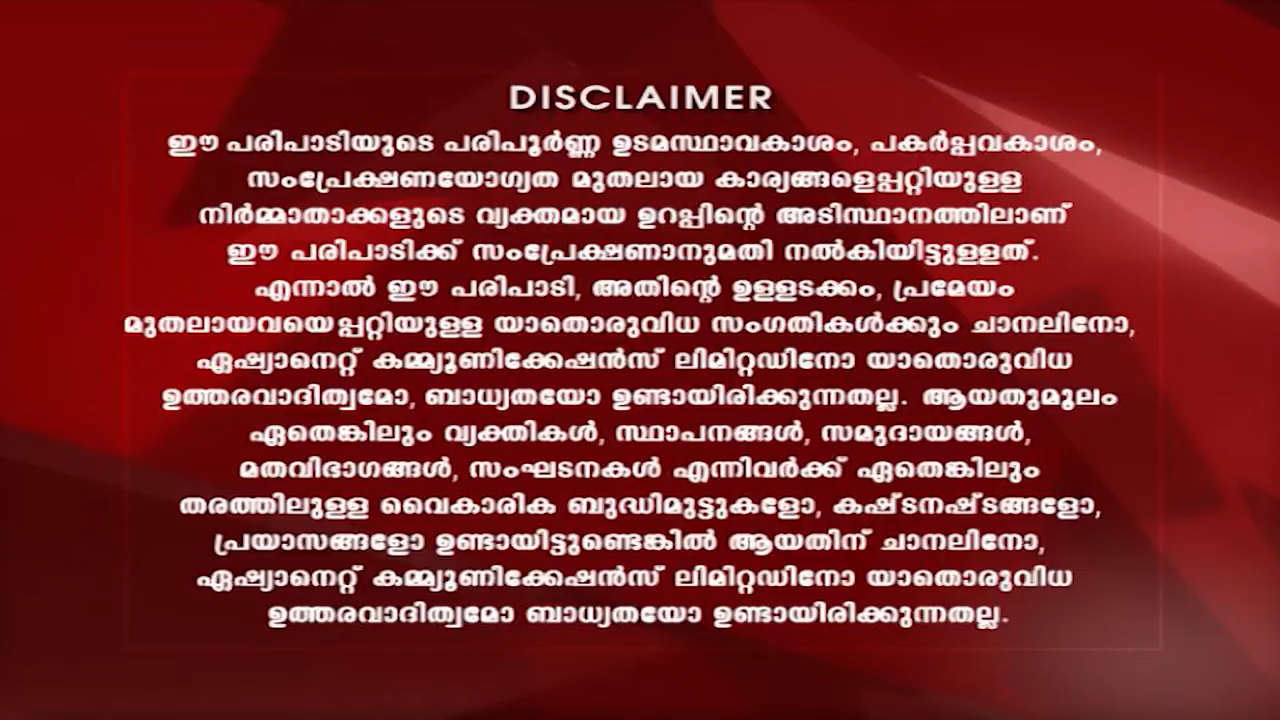 DISCLAIMER
ഈ പരിപാടിയുടെ പരിപൂർണ്ണ ഉടമസ്ഥാവകാശം, പകർപ്പവകാശം,
സംപ്രേക്ഷണയോഗ്യത മുതലായ കാര്യങ്ങളെപ്പറ്റിയുള്ള
നിർമ്മാതാക്കളുടെ വ്യക്തമായ ഉറപ്പിന്റെ അടിസ്ഥാനത്തിലാണ്
ഈ പരിപാടിക്ക് സംപ്രേക്ഷണാനുമതി നൽകിയിട്ടുള്ളത്.
എന്നാൽ ഈ പരിപാടി, അതിന്റെ ഉള്ളടക്കം, പ്രമേയം
മുതലായവയെപ്പറ്റിയുള്ള യാതൊരുവിധ സംഗതികൾക്കും ചാനലിനോ,
ഏഷ്യാനെറ്റ് കമ്മ്യൂണിക്കേഷൻസ് ലിമിറ്റഡിനോ യാതൊരുവിധ
ഉത്തരവാദിത്വമോ, ബാധ്യതയോ ഉണ്ടായിരിക്കുന്നതല്ല. ആയതുമൂലം
ഏതെങ്കിലും വ്യക്തികൾ, സ്ഥാപനങ്ങൾ, സമുദായങ്ങൾ,
മതവിഭാഗങ്ങൾ, സംഘടനകൾ എന്നിവർക്ക് ഏതെങ്കിലും
തരത്തിലുള്ള വൈകാരിക ബുദ്ധിമുട്ടുകളോ, കഷ്ടനഷ്ടങ്ങളോ,
പ്രയാസങ്ങളോ ഉണ്ടായിട്ടുണ്ടെങ്കിൽ ആയതിന് ചാനലിനോ,
ഏഷ്യാനെറ്റ് കമ്മ്യൂണിക്കേഷൻസ് ലിമിറ്റഡിനോ യാതൊരുവിധ
ഉത്തരവാദിത്വമോ ബാധ്യതയോ ഉണ്ടായിരിക്കുന്നതല്ല.